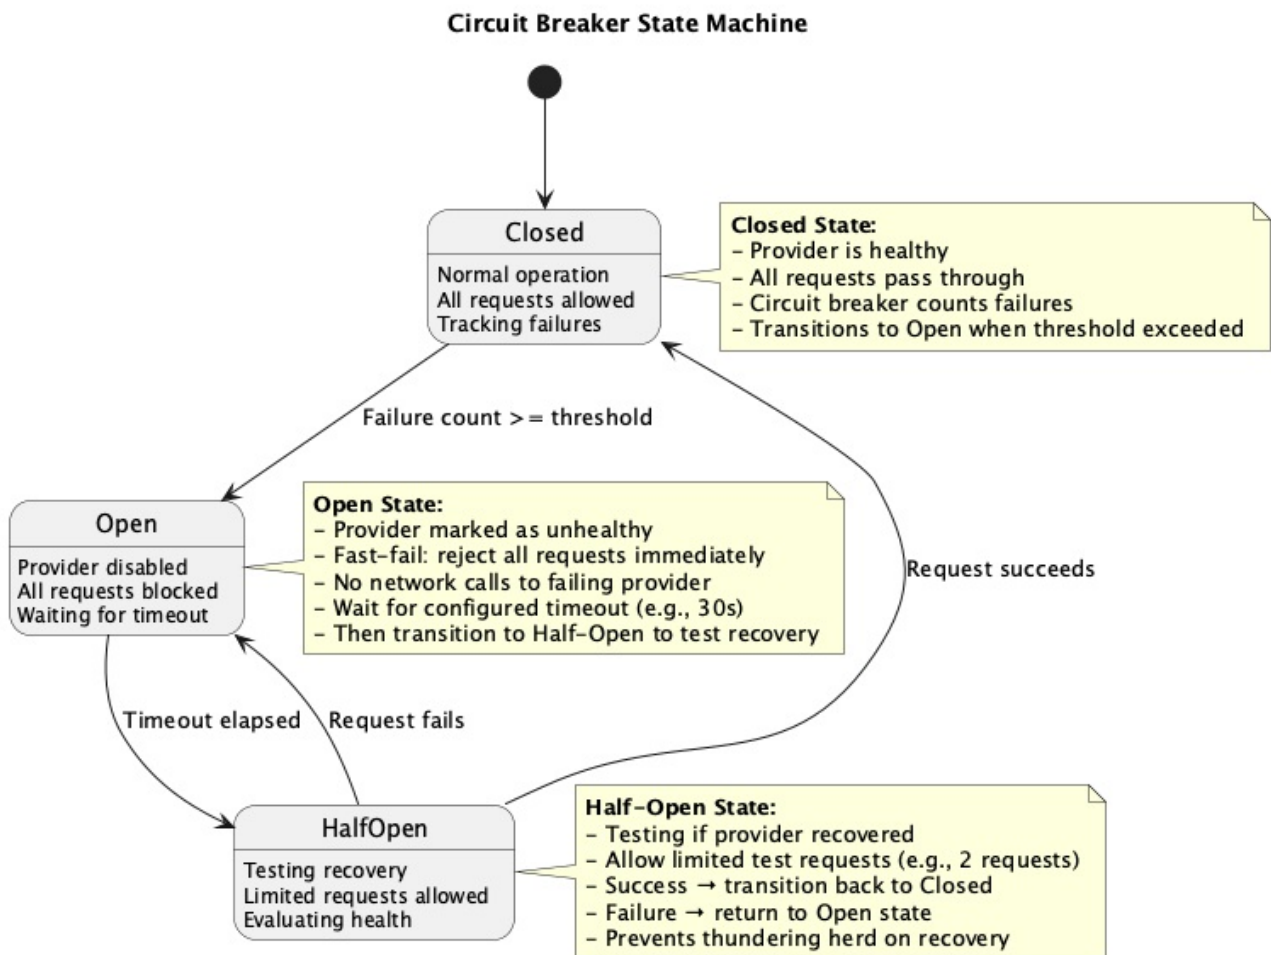 Circuit Breaker State Machine
Closed
Normal operation
All requests allowed
Tracking failures
Closed State:
– Provider is healthy
– All requests pass through
– Circuit breaker counts failures
– Transitions to Open when threshold exceeded
Failure count >= threshold
Open
Provider disabled
All requests blocked
Waiting for timeout
Open State:
– Provider marked as unhealthy
– Fast–fail: reject all requests immediately
– No network calls to failing provider
– Wait for configured timeout (e.g., 30s)
– Then transition to Half–Open to test recovery
Request succeeds
Timeout elapsed
Request fails
HalfOpen
Testing recovery
Limited requests allowed
Evaluating health
Half–Open State:
– Testing if provider recovered
– Allow limited test requests (e.g., 2 requests)
– Success → transition back to Closed
– Failure → return to Open state
– Prevents thundering herd on recovery